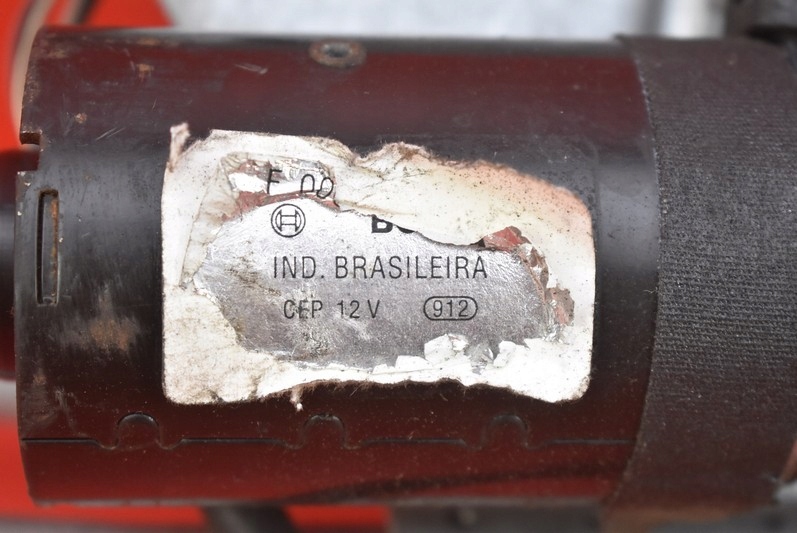 F 00
IND. BRASILEIRA
CEP 12 V 912